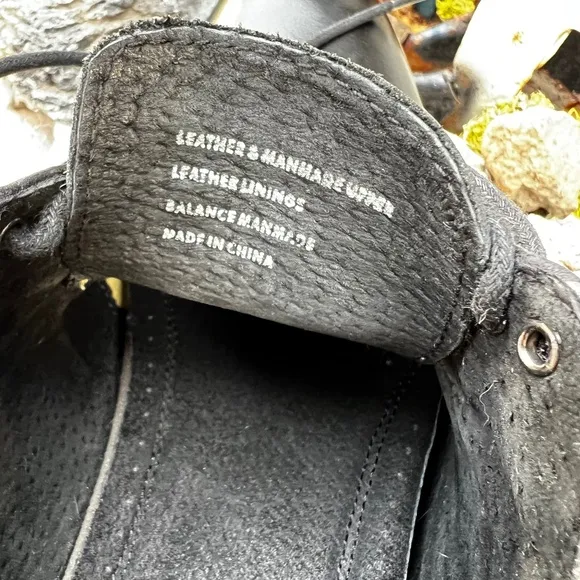 LEATHER & MANMADE UPPER
LEATHER LININGS
BALANCE MANMADE
MADE IN CHINA